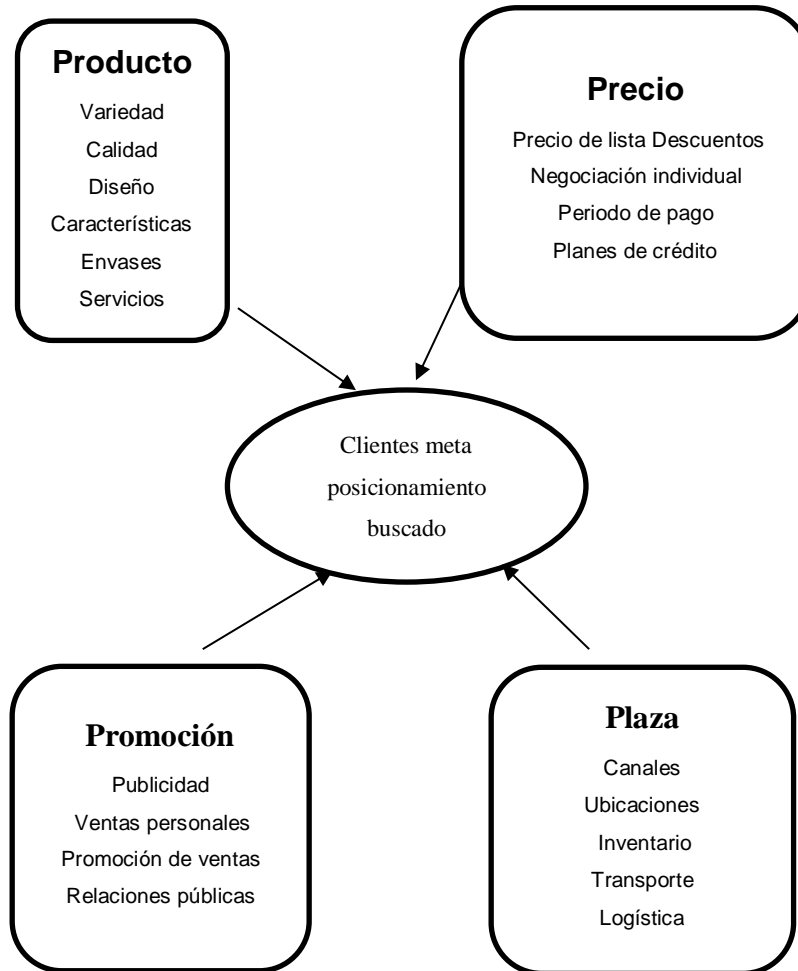 Producto
Variedad
Calidad
Diseño
Característícas
Envases
Servicios
Precio
Precio de lista Descuentos
Negociación individual
Periodo de pago
Planes de crédito
Clientes meta
posicionamiento
buscado
Promoción
Publicidad
Ventas personales
Promoción de ventas
Relaciones públicas
Plaza
Canales
Ubicaciones
Inventario
Transporte
Logística